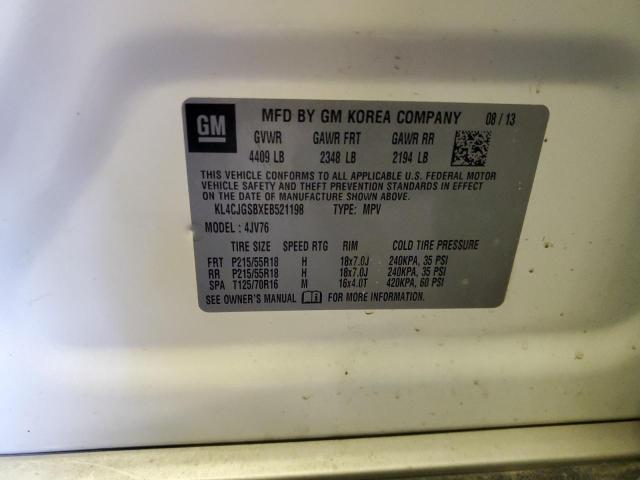 GM MFD BY GM KOREA COMPANY 08/13
GVWR GAWR FRT GAWR RR
4409 LB 2348 LB 2194 LB
THIS VEHICLE CONFORMS TO ALL APPLICABLE U.S. FEDERAL MOTOR
VEHICLE SAFETY AND THEFT PREVENTION STANDARDS IN EFFECT
ON THE DATE OF MANUFACTURE SHOWN ABOVE.
KL4CJGSBXEB521198 TYPE: MPV
MODEL: 4JV76
TIRE SIZE SPEED RTG RIM COLD TIRE PRESSURE
FRT P215/55R18 H 18x7.0J 240KPA, 35 PSI
RR P215/55R18 H 18x7.0J 240KPA, 35 PSI
SPA T125/70R16 M 16x4.0T 420KPA, 60 PSI
SEE OWNER'S MANUAL FOR MORE INFORMATION.